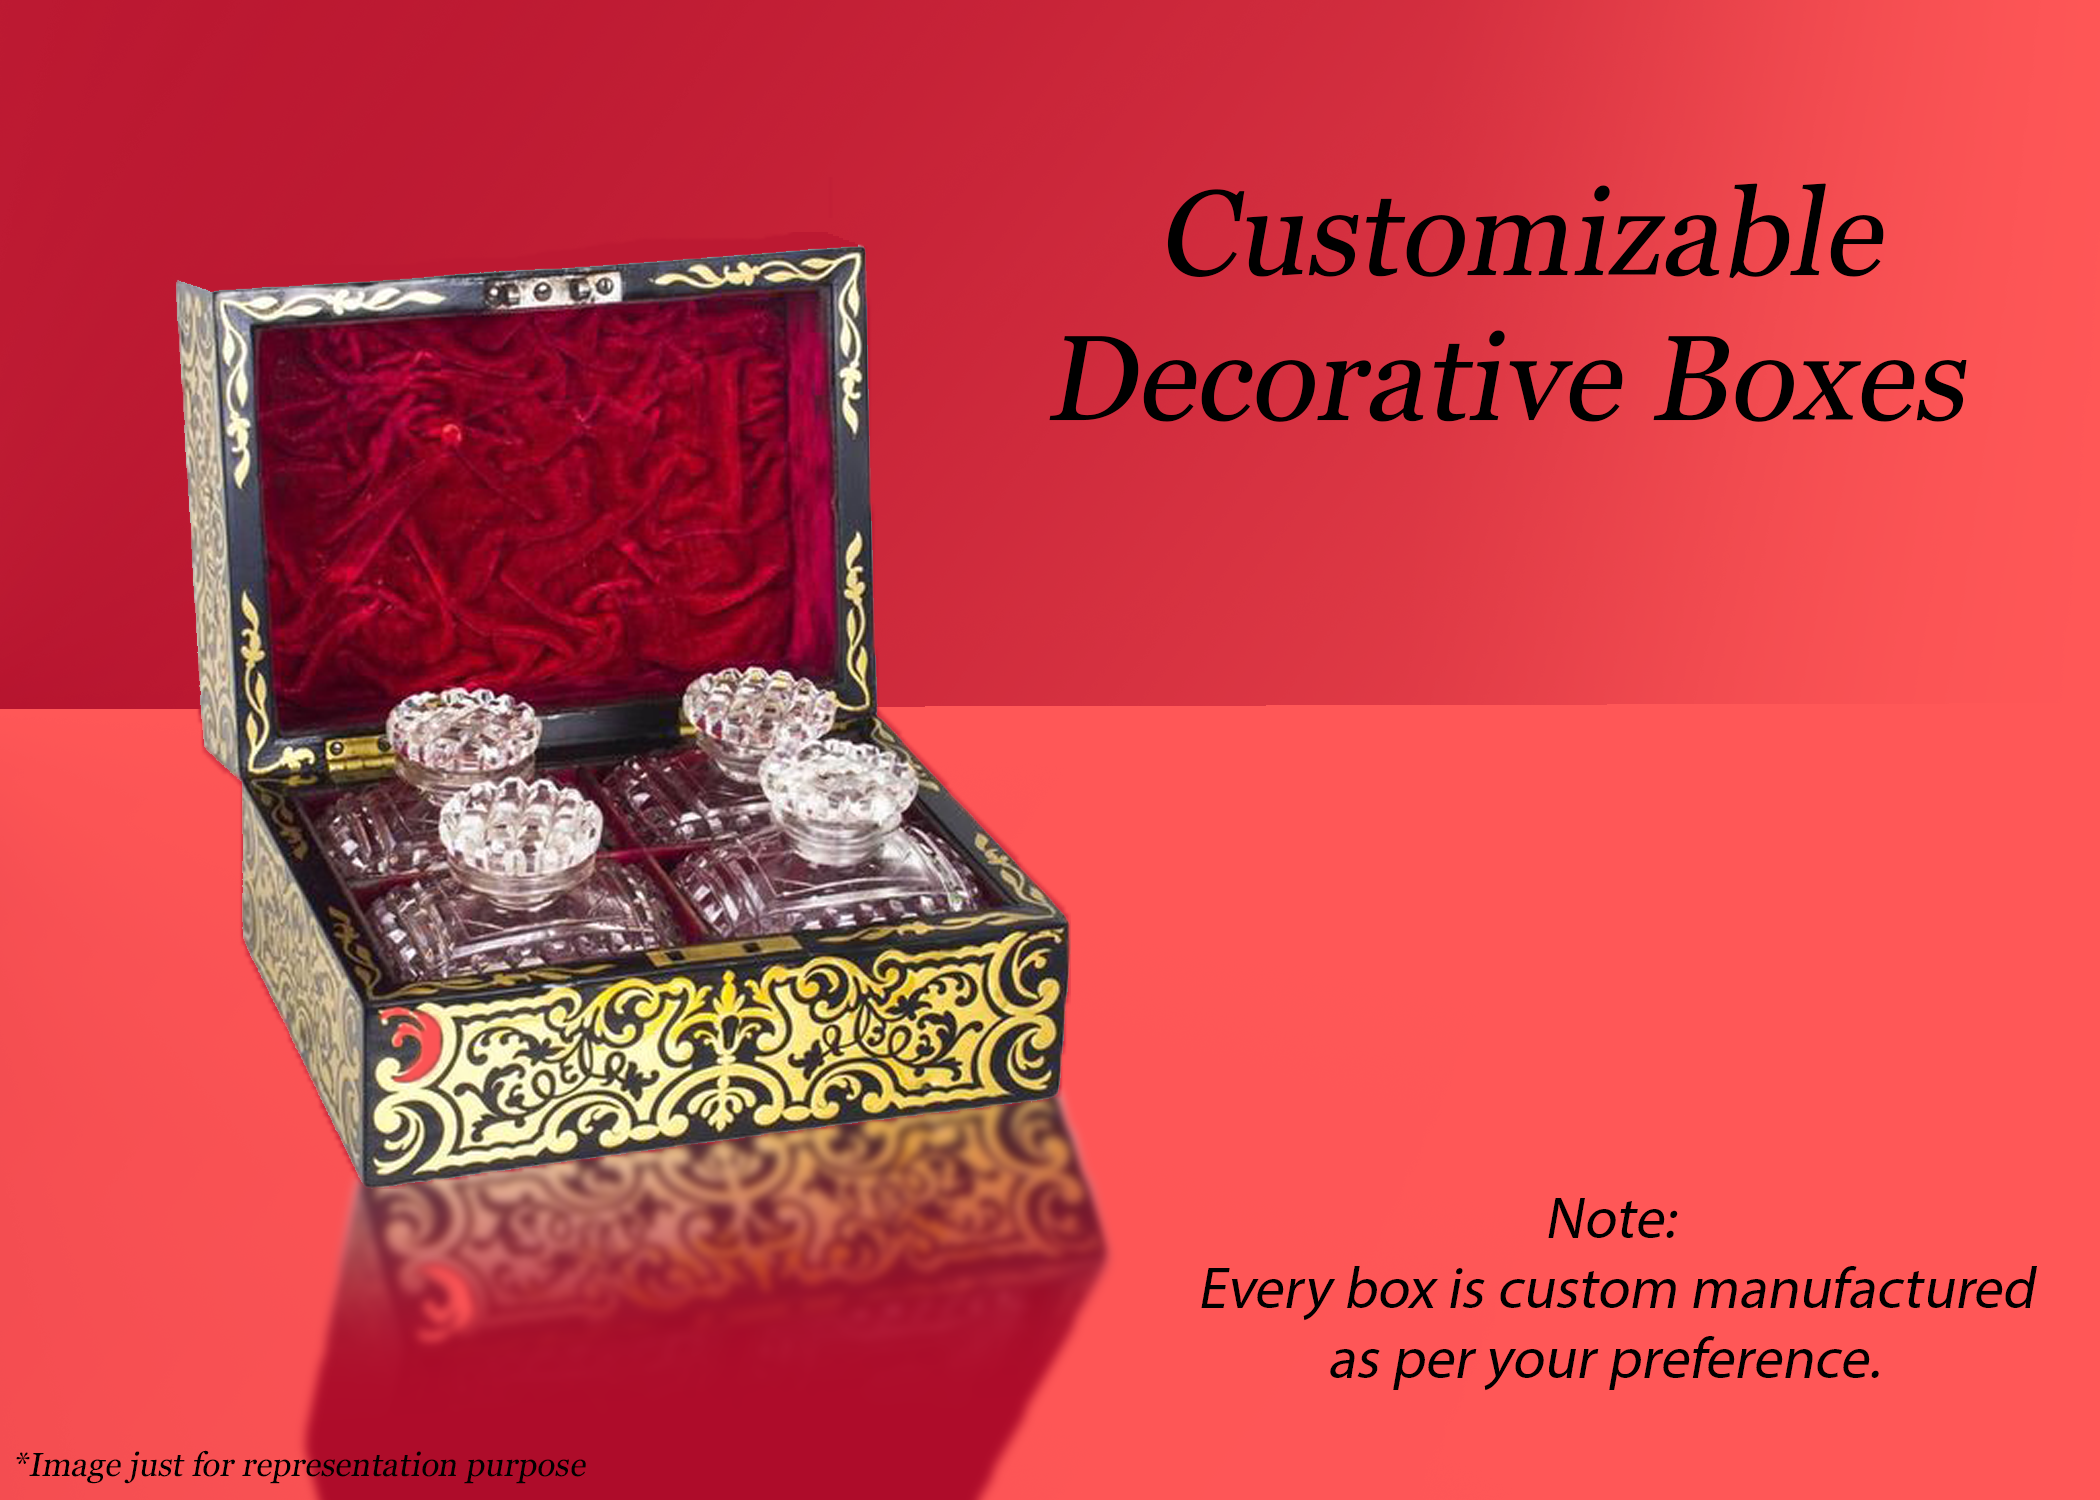 Customizable
Decorative Boxes
Note:
Every box is custom manufactured
as per your preference.
*Image just for representation purpose